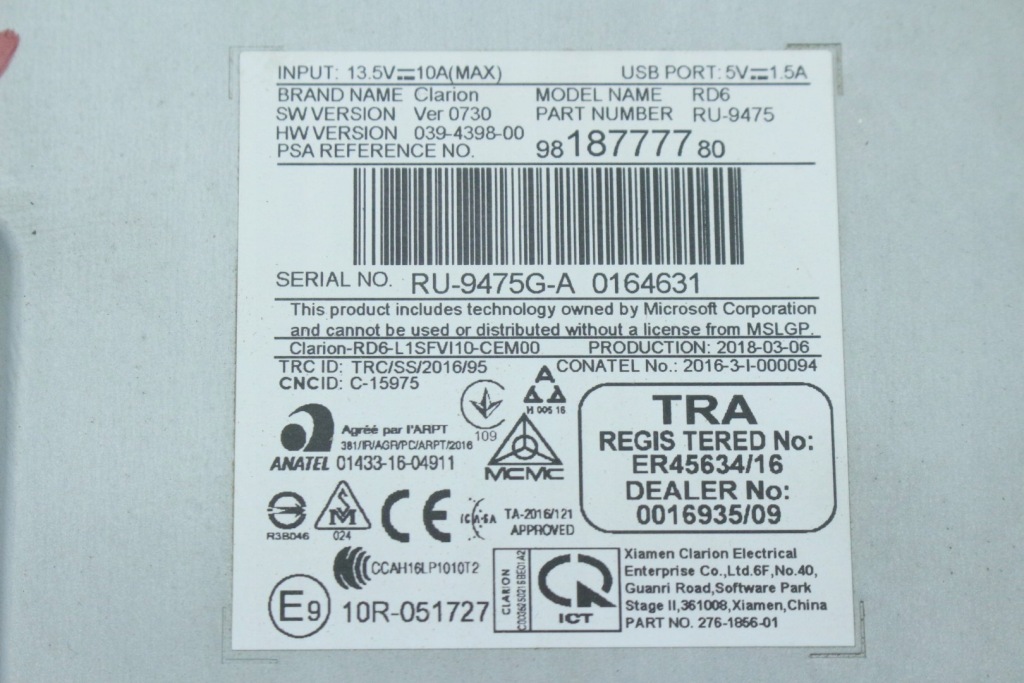 INPUT: 13.5V⎓10A(MAX) USB PORT: 5V⎓1.5A
BRAND NAME Clarion MODEL NAME RD6
SW VERSION Ver 0730 PART NUMBER RU-9475
HW VERSION 039-4398-00
PSA REFERENCE NO. 9818777780
SERIAL NO. RU-9475G-A 0164631
This product includes technology owned by Microsoft Corporation
and cannot be used or distributed without a license from MSLGP.
Clarion-RD6-L1SFVI10-CEM00 PRODUCTION: 2018-03-06
TRC ID: TRC/SS/2016/95 CONATEL No.: 2016-3-I-000094
CNCID: C-15975
H 005 16
109
Agréé par l'ARPT
381/IR/AGR/PC/ARPT/2016
ANATEL 01433-16-04911
MCMC
TRA
REGIS TERED No:
ER45634/16
DEALER No:
0016935/09
R38046
024
CE
ICASA
TA-2016/121
APPROVED
CCAH16LP1010T2
E9 10R-051727
CLARION
ICT
Xiamen Clarion Electrical
Enterprise Co.,Ltd.6F,No.40,
Guanri Road,Software Park
Stage II,361008,Xiamen,China
PART NO. 276-1856-01